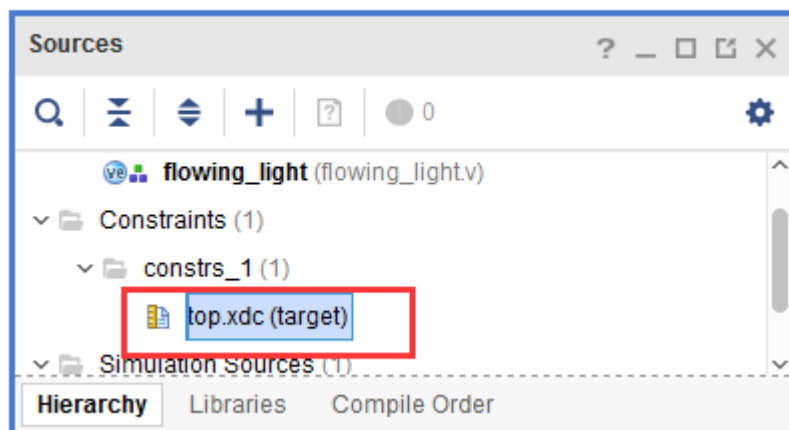 Sources
0
flowing_light (flowing_light.v)
Constraints (1)
constrs_1 (1)
top.xdc (target)
Simulation Sources (1)
Hierarchy Libraries Compile Order